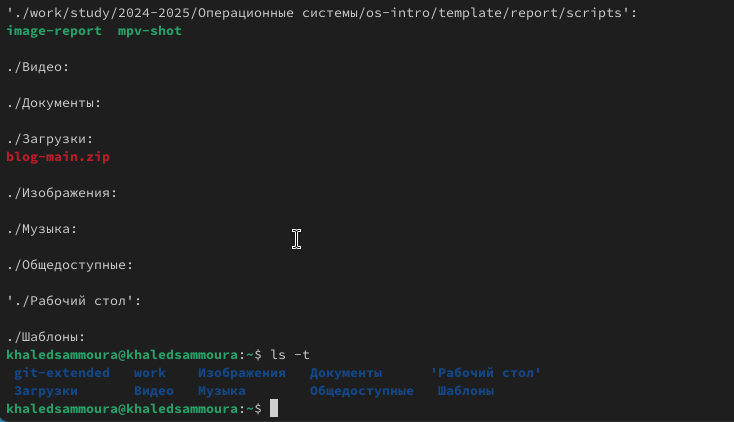 './work/study/2024-2025/Операционные системы/os-intro/template/report/scripts':
image-report  mpv-shot
./Видео:
./Документы:
./Загрузки:
blog-main.zip
./Изображения:
./Музыка:
./Общедоступные:
'./Рабочий стол':
./Шаблоны:
khaledsammoura@khaledsammoura:~$ ls -t
git-extended   work    Изображения   Документы      'Рабочий стол'
Загрузки       Видео   Музыка        Общедоступные   Шаблоны
khaledsammoura@khaledsammoura:~$